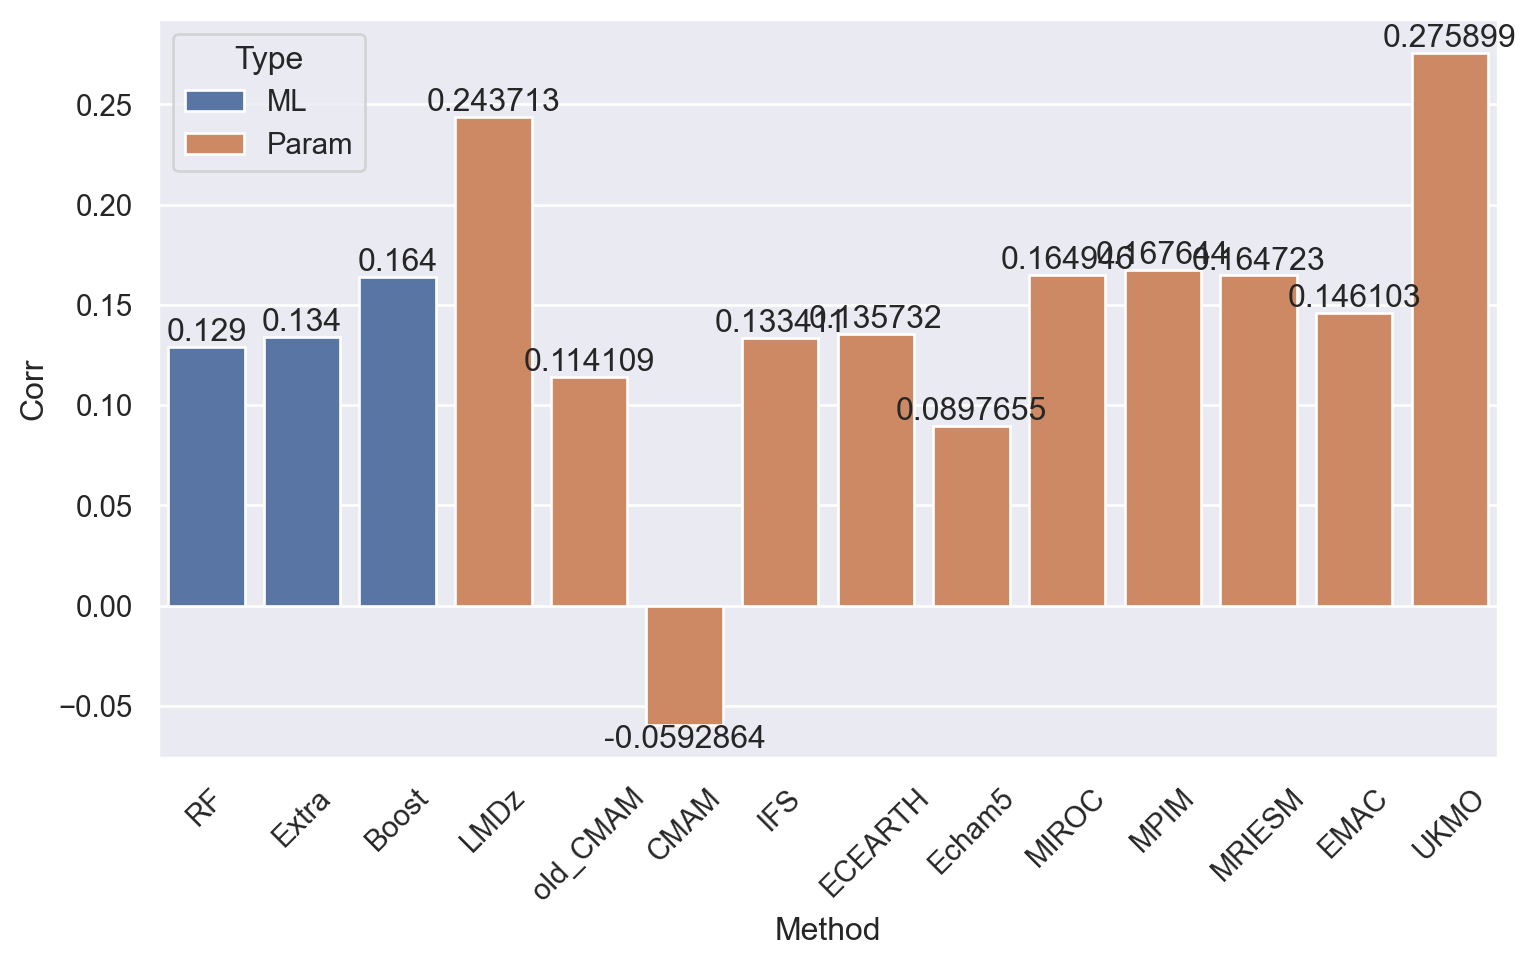 Type
ML
Param
Corr
0.25
0.20
0.15
0.10
0.05
0.00
−0.05
0.129
0.134
0.164
0.243713
0.114109
-0.0592864
0.133411
0.135732
0.0897655
0.164946
0.167644
0.164723
0.146103
0.275899
RF
Extra
Boost
LMDz
old_CMAM
CMAM
IFS
ECEARTH
Echam5
MIROC
MPIM
MRIESM
EMAC
UKMO
Method